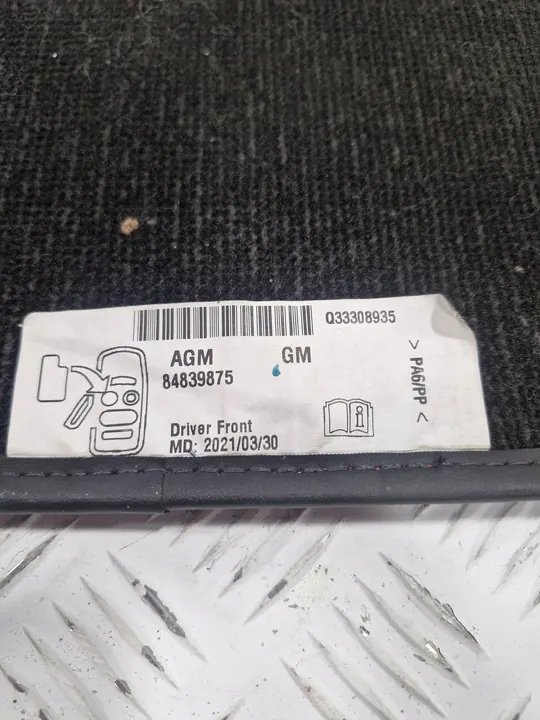 Q33308935
AGM GM
84839875
> PA6/PP <
Driver Front
MD: 2021/03/30